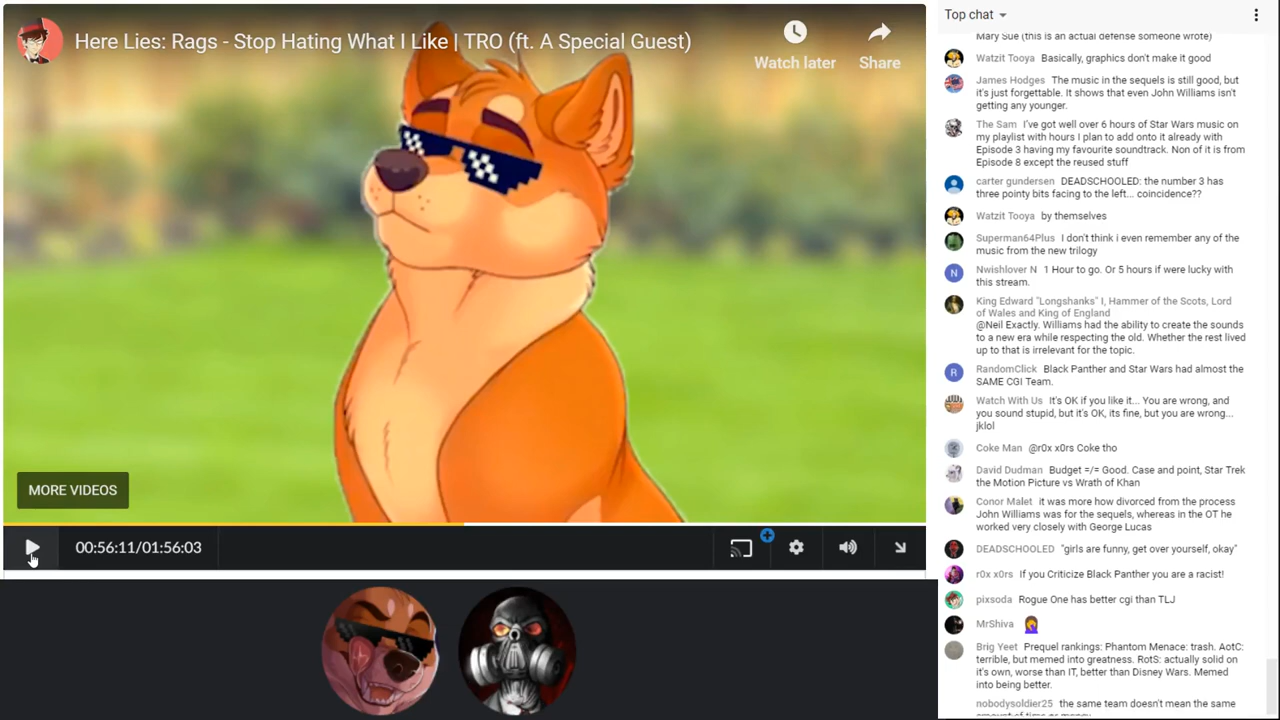 Here Lies: Rags - Stop Hating What I Like | TRO (ft. A Special Guest)
Watch later
Share
MORE VIDEOS
00:56:11/01:56:03
Top chat
Mary Sue (this is an actual defense someone wrote)
Watzit Tooya Basically, graphics don't make it good
James Hodges The music in the sequels is still good, but
it's just forgettable. It shows that even John Williams isn't
getting any younger.
The Sam I've got well over 6 hours of Star Wars music on
my playlist with hours I plan to add onto it already with
Episode 3 having my favourite soundtrack. Non of it is from
Episode 8 except the reused stuff
carter gundersen DEADSCHOOLED: the number 3 has
three pointy bits facing to the left... coincidence??
Watzit Tooya by themselves
Superman64Plus I don't think i even remember any of the
music from the new trilogy
N
Nwishlover N 1 Hour to go. Or 5 hours if were lucky with
this stream.
King Edward "Longshanks" I, Hammer of the Scots, Lord
of Wales and King of England
@Neil Exactly. Williams had the ability to create the sounds
to a new era while respecting the old. Whether the rest lived
up to that is irrelevant for the topic.
R
RandomClick Black Panther and Star Wars had almost the
SAME CGI Team.
Watch With Us It's OK if you like it... You are wrong, and
you sound stupid, but it's OK, its fine, but you are wrong...
jklol
Coke Man @r0x x0rs Coke tho
David Dudman Budget =/= Good. Case and point, Star Trek
the Motion Picture vs Wrath of Khan
Conor Malet it was more how divorced from the process
John Williams was for the sequels, whereas in the OT he
worked very closely with George Lucas
DEADSCHOOLED "girls are funny, get over yourself, okay"
r0x x0rs If you Criticize Black Panther you are a racist!
pixsoda Rogue One has better cgi than TLJ
MrShiva 🤦‍♀️
Brig Yeet Prequel rankings: Phantom Menace: trash. AotC:
terrible, but memed into greatness. RotS: actually solid on
it's own, worse than IT, better than Disney Wars. Memed
into being better.
nobodysoldier25 the same team doesn't mean the same
amount of time or money